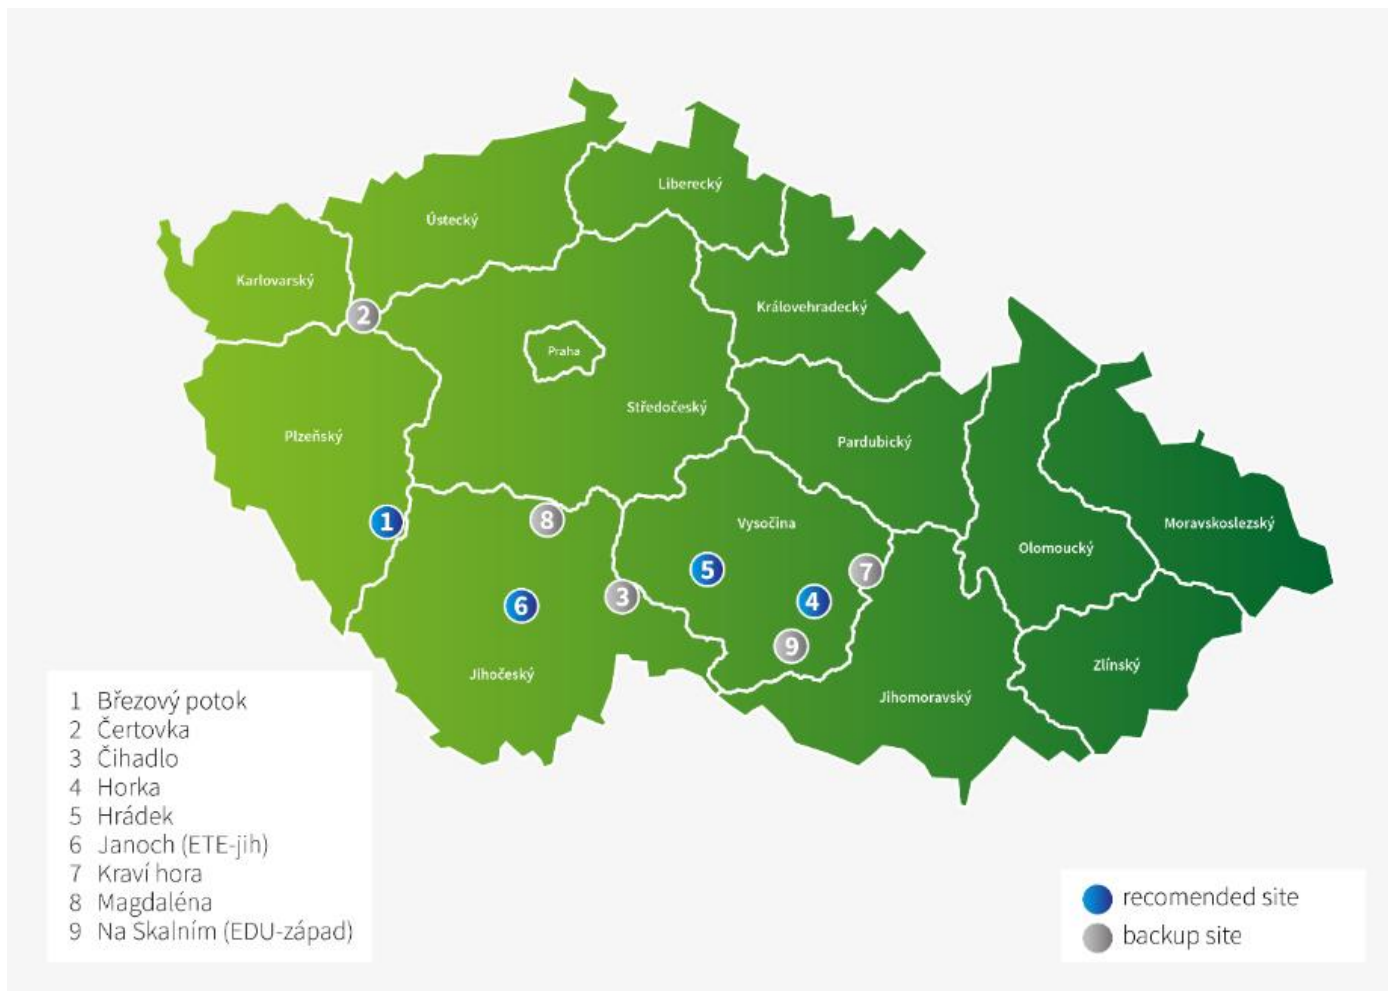 Liberecký
Ústecký
Karlovarský
Královehradecký
2
Praha
Středočeský
Plzeňský
Pardubický
1
8
Vysočina
Moravskoslezský
Olomoucký
5
7
3
4
6
9
Jihočeský
Zlínský
Jihomoravský
1 Březový potok
2 Čertovka
3 Čihadlo
4 Horka
5 Hrádek
6 Janoch (ETE-jih)
7 Kraví hora
8 Magdaléna
9 Na Skalním (EDU-západ)
recomended site
backup site